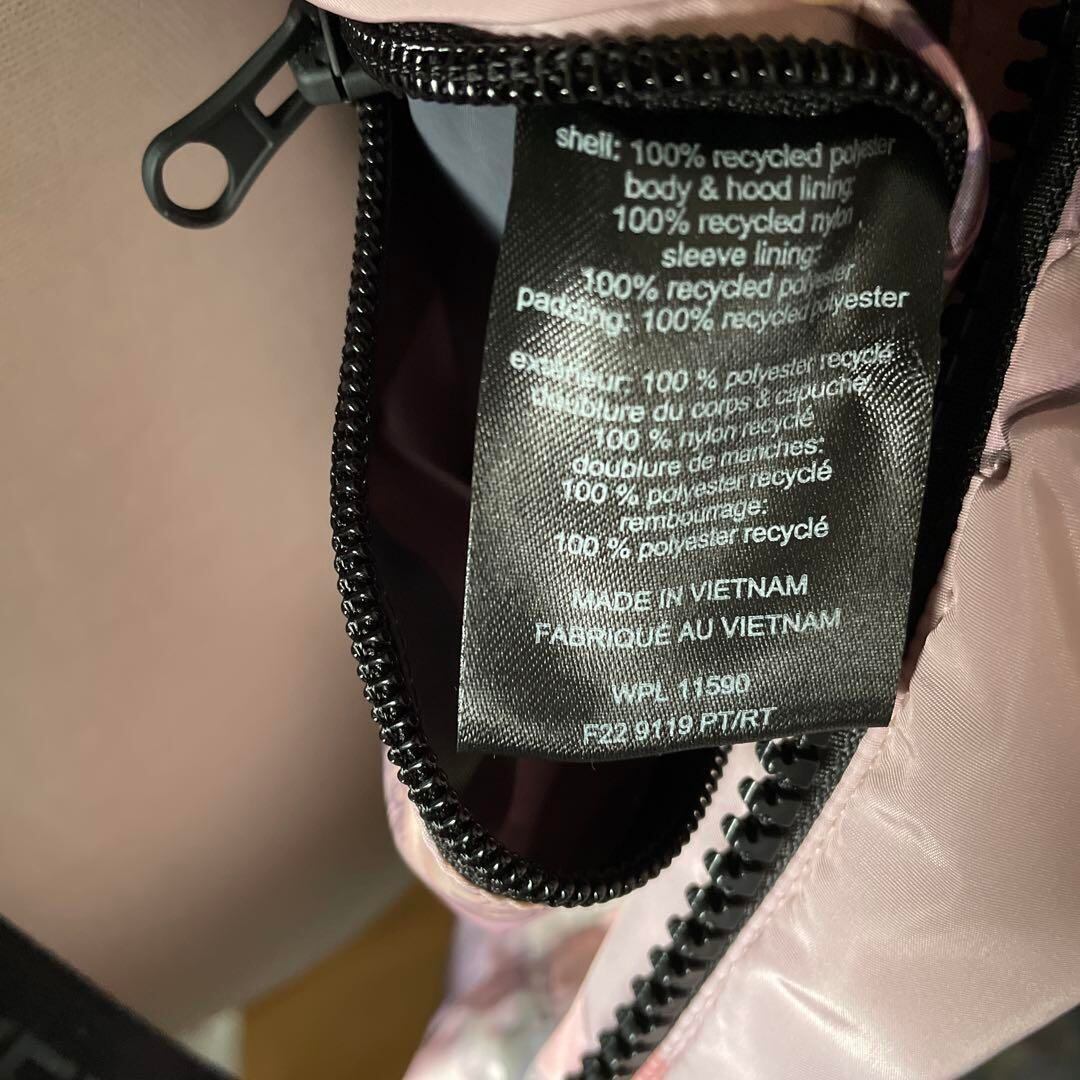 shell: 100% recycled polyester
body & hood lining:
100% recycled nylon
sleeve lining:
100% recycled polyester
padding: 100% recycled polyester
extérieur: 100 % polyester recyclé
doublure du corps & capuche:
100 % nylon recyclé
doublure de manches:
100 % polyester recyclé
rembourrage:
100 % polyester recyclé
MADE IN VIETNAM
FABRIQUÉ AU VIETNAM
WPL 11590
F22 9119 PT/RT